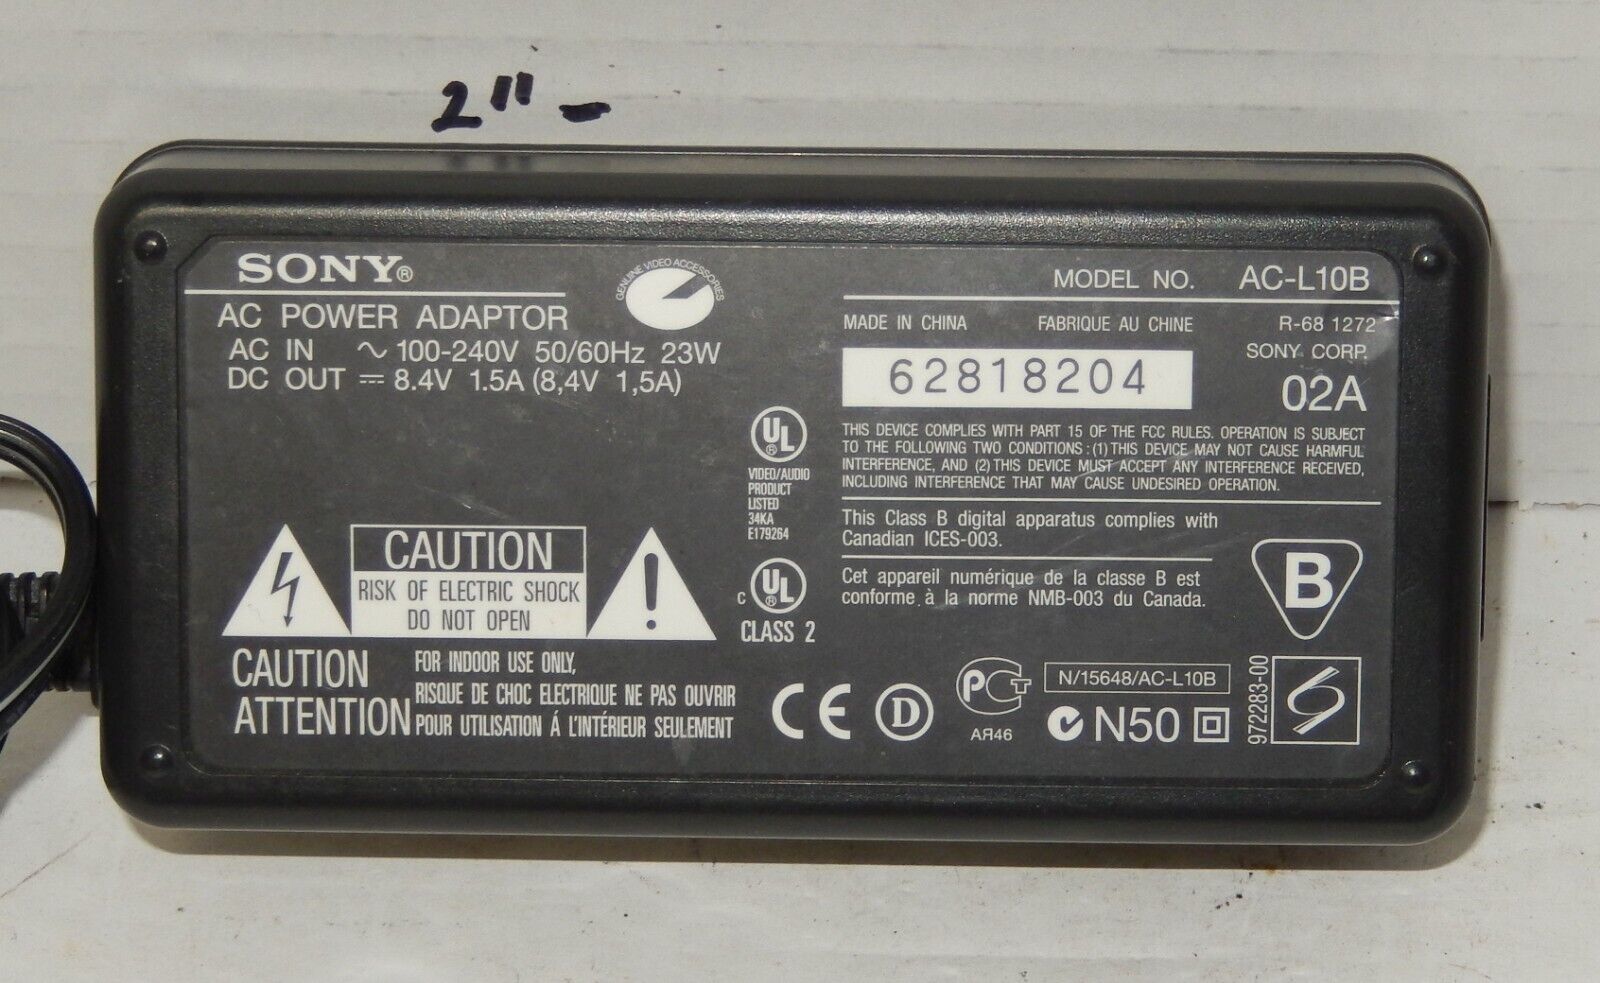 2" -
SONY®
GENUINE VIDEO ACCESSORIES
AC POWER ADAPTOR
AC IN ~ 100-240V 50/60Hz 23W
DC OUT ⎓ 8.4V 1.5A (8,4V 1,5A)
MODEL NO. AC-L10B
MADE IN CHINA FABRIQUE AU CHINE R-68 1272
SONY CORP.
62818204
02A
THIS DEVICE COMPLIES WITH PART 15 OF THE FCC RULES. OPERATION IS SUBJECT
TO THE FOLLOWING TWO CONDITIONS : (1) THIS DEVICE MAY NOT CAUSE HARMFUL
INTERFERENCE, AND (2) THIS DEVICE MUST ACCEPT ANY INTERFERENCE RECEIVED,
INCLUDING INTERFERENCE THAT MAY CAUSE UNDESIRED OPERATION.
UL®
VIDEO/AUDIO
PRODUCT
LISTED
34KA
E179264
This Class B digital apparatus complies with
Canadian ICES-003.
Cet appareil numérique de la classe B est
conforme à la norme NMB-003 du Canada.
B
C UL®
CLASS 2
CAUTION
RISK OF ELECTRIC SHOCK
DO NOT OPEN
!
CAUTION FOR INDOOR USE ONLY,
RISQUE DE CHOC ELECTRIQUE NE PAS OUVRIR
ATTENTION POUR UTILISATION Á L'INTÉRIEUR SEULEMENT
CE
D
PCT
АЯ46
N/15648/AC-L10B
N50
972283-00
S